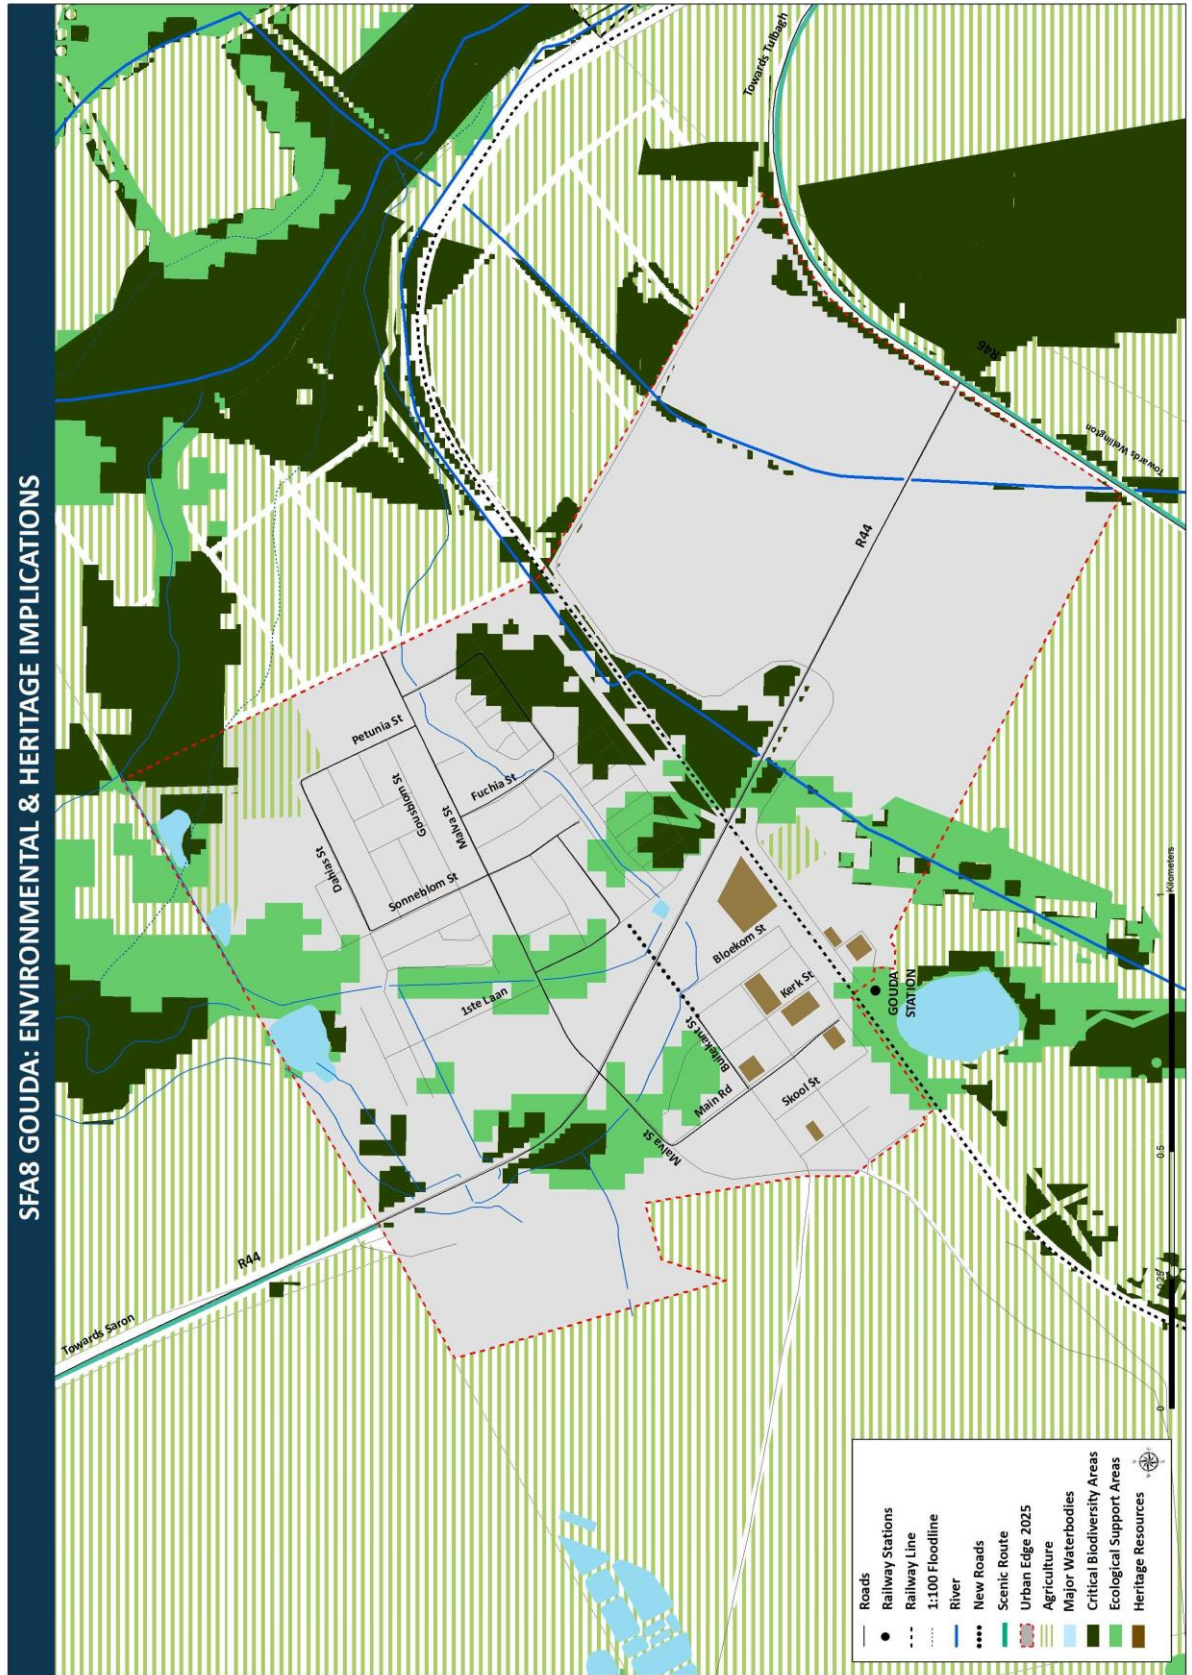 SFA8 GOUDA: ENVIRONMENTAL & HERITAGE IMPLICATIONS
Towards Saron
R44
Towards Tulbagh
R46
Towards Wellington
R44
Petunia St
Gousblom St
Dahlias St
Malva St
Fuchia St
Sonneblom St
1ste Laan
Bloekom St
Kerk St
Buitekant St
Main Rd
Skool St
Malva St
GOUDA
STATION
Roads
Railway Stations
Railway Line
1:100 Floodline
River
New Roads
Scenic Route
Urban Edge 2025
Agriculture
Major Waterbodies
Critical Biodiversity Areas
Ecological Support Areas
Heritage Resources
0 0.25 0.5 1
Kilometers